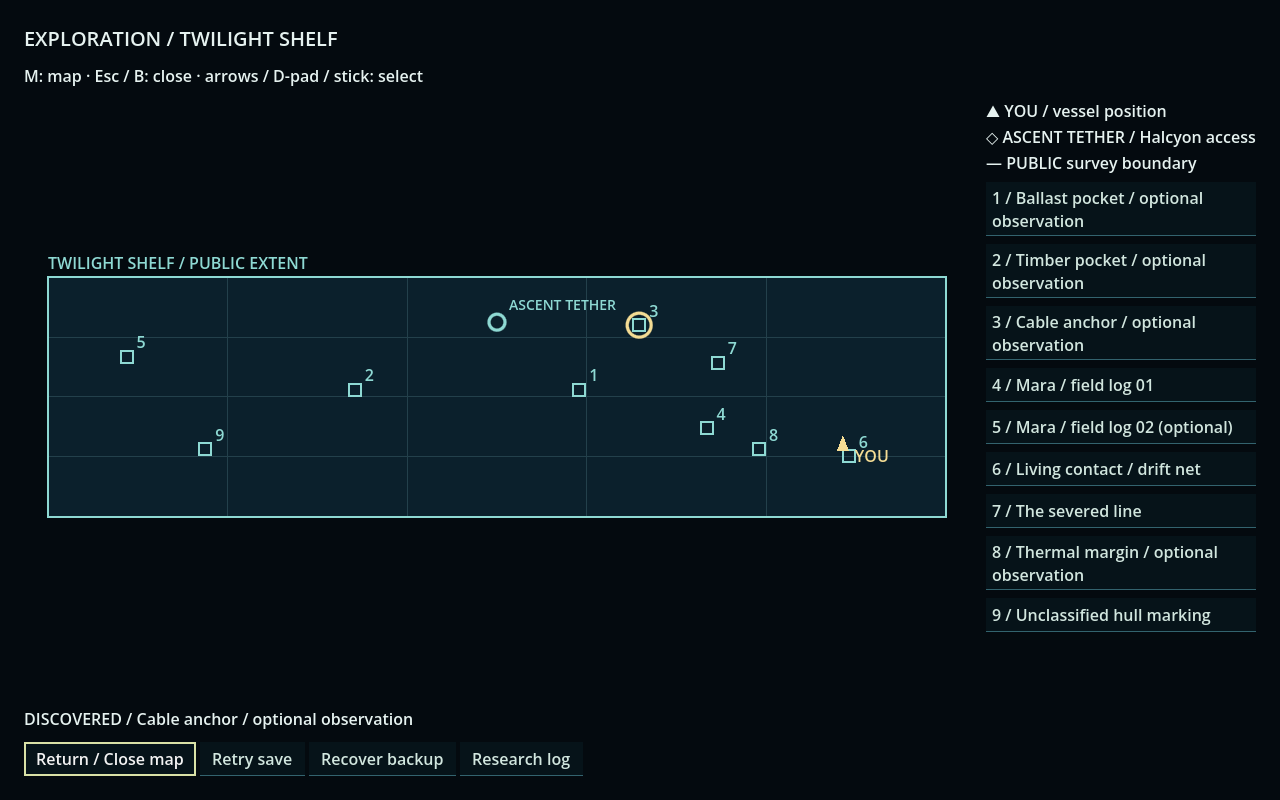 EXPLORATION / TWILIGHT SHELF
M: map · Esc / B: close · arrows / D-pad / stick: select
▲ YOU / vessel position
◇ ASCENT TETHER / Halcyon access
— PUBLIC survey boundary
1 / Ballast pocket / optional
observation
2 / Timber pocket / optional
observation
3 / Cable anchor / optional
observation
4 / Mara / field log 01
5 / Mara / field log 02 (optional)
6 / Living contact / drift net
7 / The severed line
8 / Thermal margin / optional
observation
9 / Unclassified hull marking
TWILIGHT SHELF / PUBLIC EXTENT
ASCENT TETHER
3
5
7
2
1
4
9
8
6
YOU
DISCOVERED / Cable anchor / optional observation
Return / Close map
Retry save
Recover backup
Research log